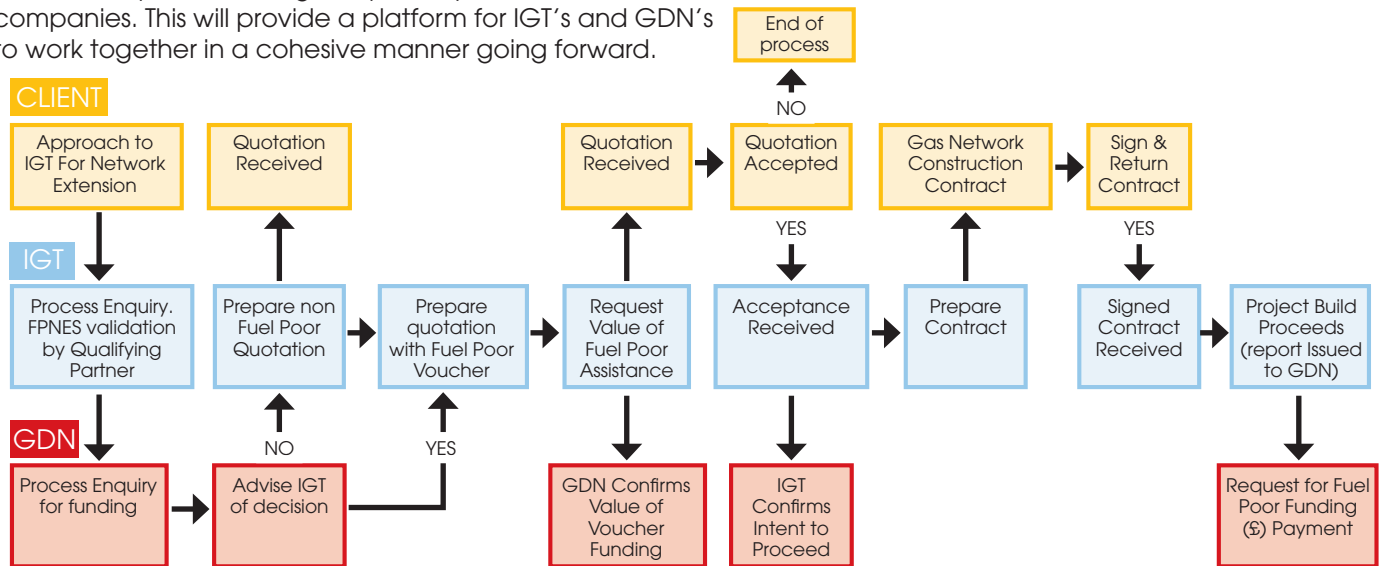 companies. This will provide a platform for IGT's and GDN's
to work together in a cohesive manner going forward.
End of
process
NO
CLIENT
Approach to
IGT For Network
Extension
Quotation
Received
Quotation
Received
Quotation
Accepted
Gas Network
Construction
Contract
Sign &
Return
Contract
YES
YES
IGT
Process Enquiry.
FPNES validation
by Qualifying
Partner
Prepare non
Fuel Poor
Quotation
Prepare
quotation
with Fuel Poor
Voucher
Request
Value of
Fuel Poor
Assistance
Acceptance
Received
Prepare
Contract
Signed
Contract
Received
Project Build
Proceeds
(report Issued
to GDN)
GDN
NO
YES
Process Enquiry
for funding
Advise IGT
of decision
GDN Confirms
Value of
Voucher
Funding
IGT
Confirms
Intent to
Proceed
Request for Fuel
Poor Funding
(£) Payment